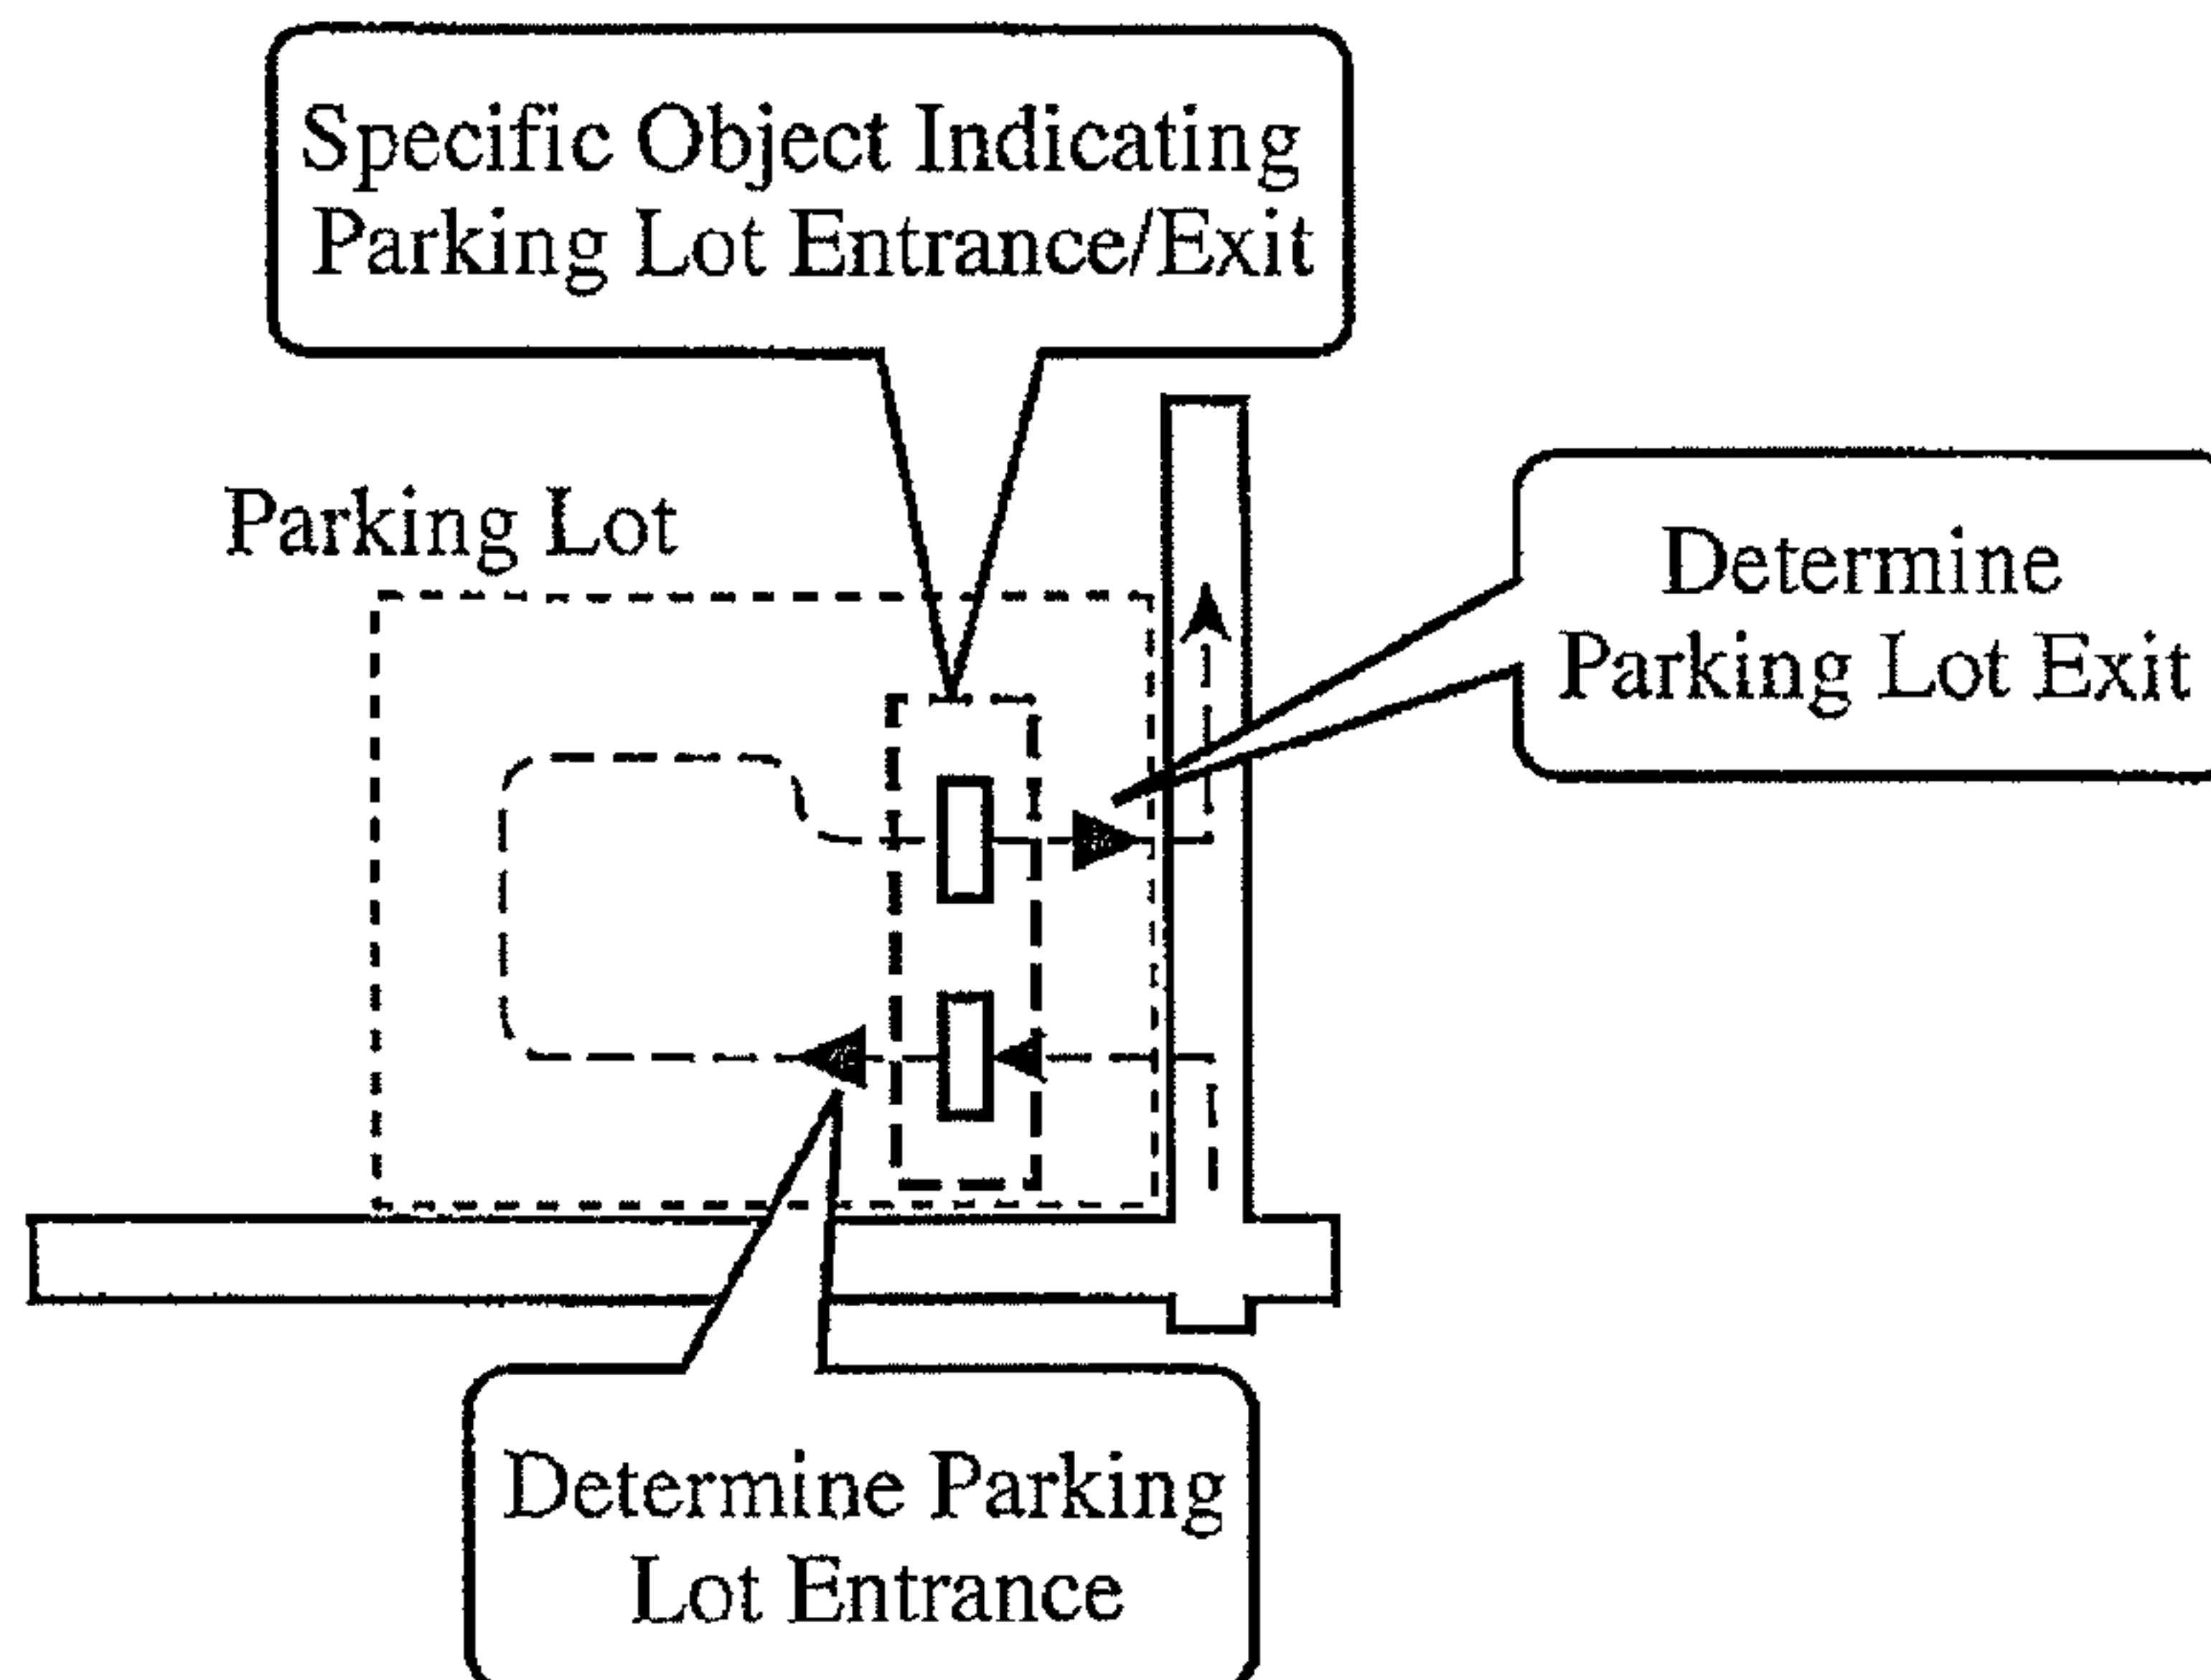 Specific Object Indicating
Parking Lot Entrance/Exit
Parking Lot
Determine
Parking Lot Exit
Determine Parking
Lot Entrance